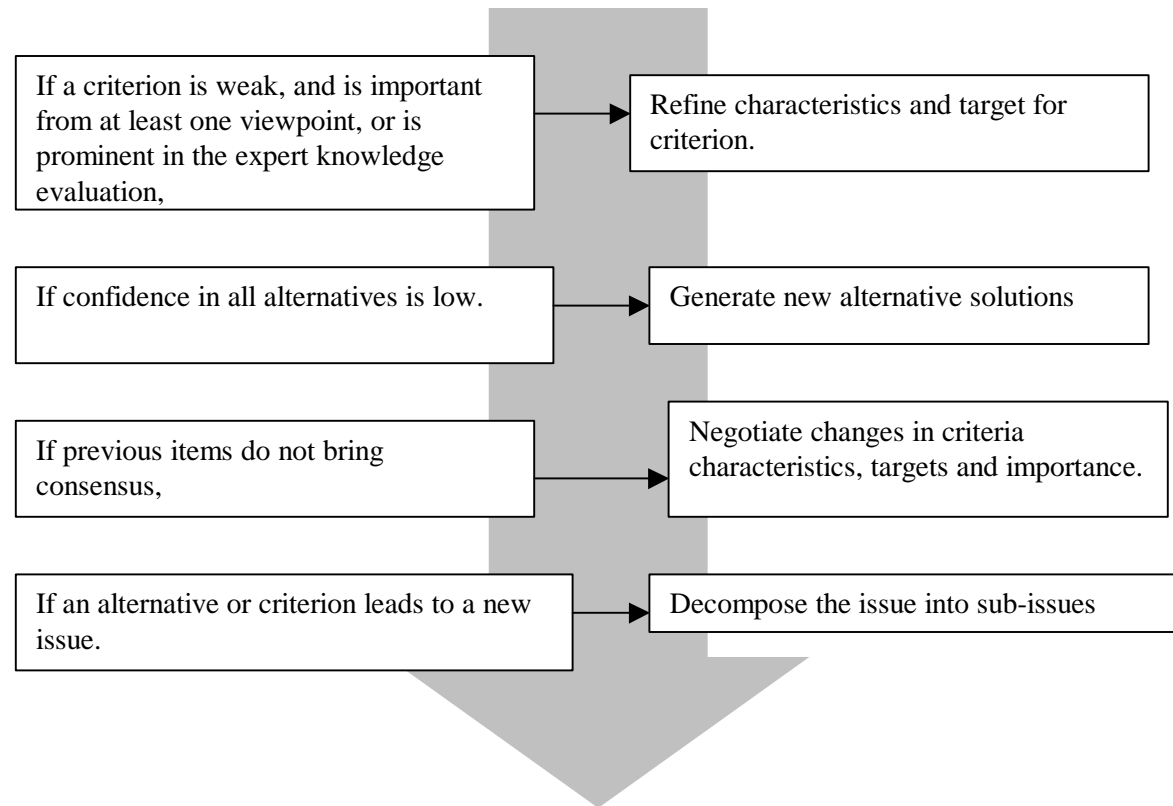 If a criterion is weak, and is important
from at least one viewpoint, or is
prominent in the expert knowledge
evaluation,
Refine characteristics and target for
criterion.
If confidence in all alternatives is low.
Generate new alternative solutions
If previous items do not bring
consensus,
Negotiate changes in criteria
characteristics, targets and importance.
If an alternative or criterion leads to a new
issue.
Decompose the issue into sub-issues